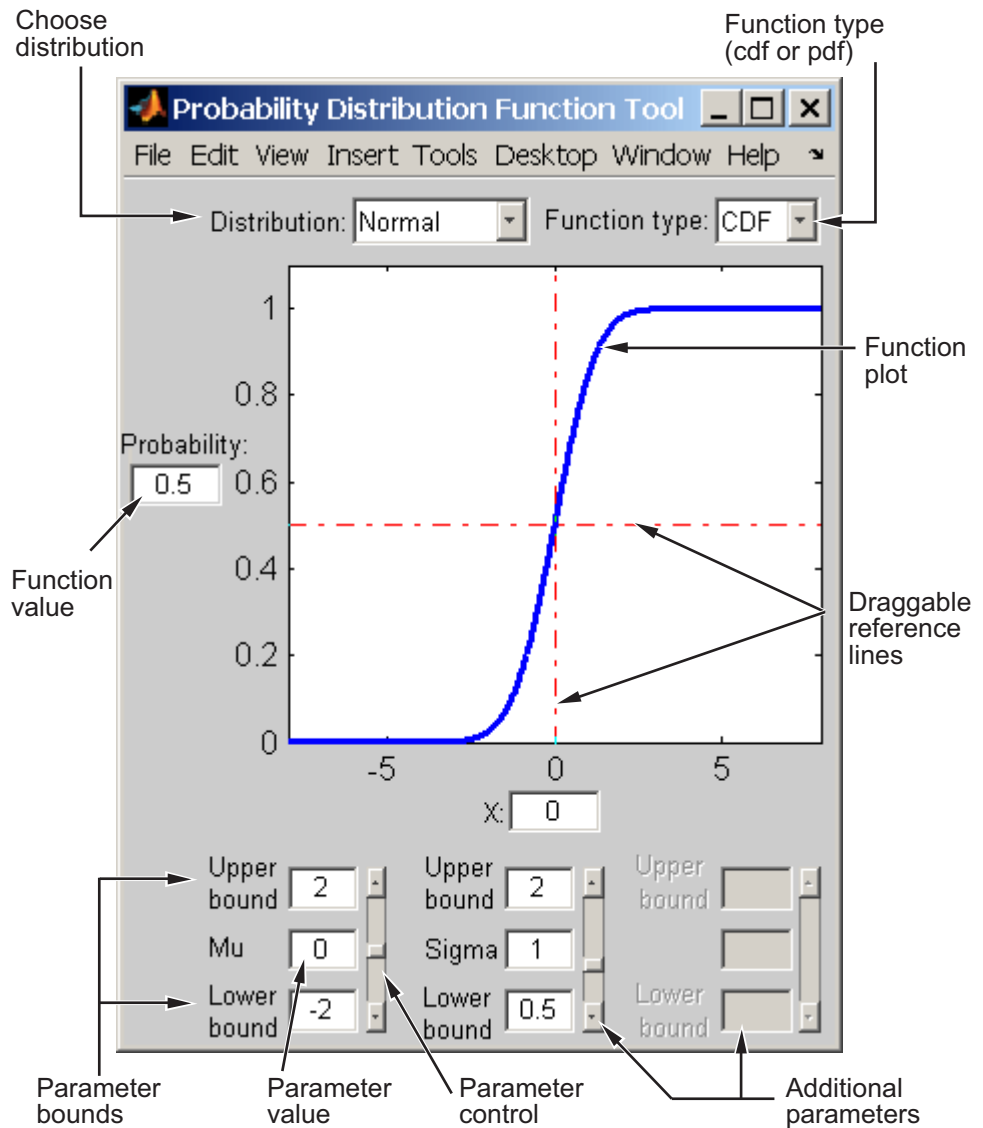 Choose
distribution
Function type
(cdf or pdf)
Probability Distribution Function Tool
File Edit View Insert Tools Desktop Window Help
Distribution: Normal
Function type: CDF
1
0.8
0.6
0.4
0.2
0
Probability:
0.5
Function
value
Function
plot
Draggable
reference
lines
-5 0 5
X: 0
Upper
bound
2
Mu
0
Lower
bound
-2
Upper
bound
2
Sigma
1
Lower
bound
0.5
Upper
bound
Lower
bound
Parameter
bounds
Parameter
value
Parameter
control
Additional
parameters